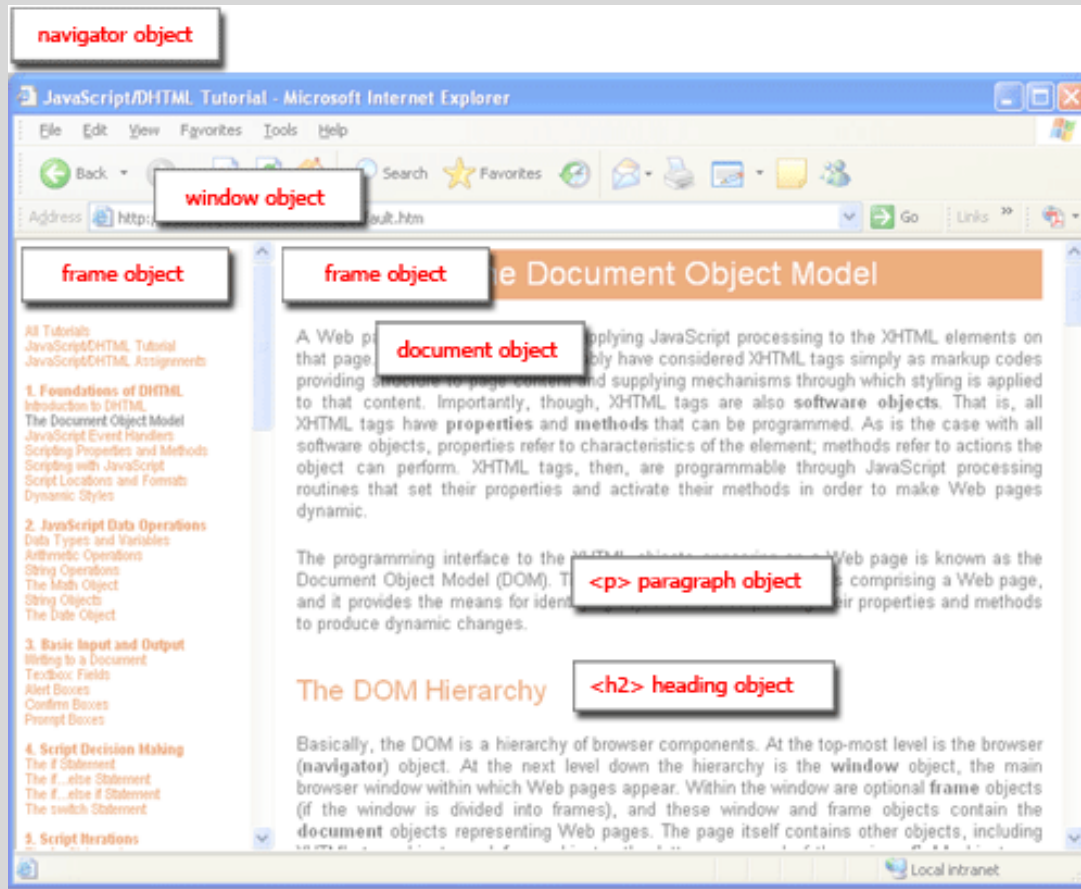 navigator object
JavaScript/DHTML Tutorial - Microsoft Internet Explorer
File Edit View Favorites Tools Help
Back Search Favorites
window object
Address http:/ ault.htm Go Links »
frame object
All Tutorials
JavaScript/DHTML Tutorial
JavaScript/DHTML Assignments
1. Foundations of DHTML
Introduction to DHTML
The Document Object Model
JavaScript Event Handlers
Scripting Properties and Methods
Scripting with JavaScript
Script Locations and Formats
Dynamic Styles
2. JavaScript Data Operations
Data Types and Variables
Arithmetic Operations
String Operations
The Math Object
String Objects
The Date Object
3. Basic Input and Output
Writing to a Document
Textbox Fields
Alert Boxes
Confirm Boxes
Prompt Boxes
4. Script Decision Making
The if Statement
The if...else Statement
The if...else if Statement
The switch Statement
5. Script Iterations
frame object
e Document Object Model
document object
A Web pplying JavaScript processing to the XHTML elements on
that page. bly have considered XHTML tags simply as markup codes
providing structure to page content and supplying mechanisms through which styling is applied
to that content. Importantly, though, XHTML tags are also software objects. That is, all
XHTML tags have properties and methods that can be programmed. As is the case with all
software objects, properties refer to characteristics of the element; methods refer to actions the
object can perform. XHTML tags, then, are programmable through JavaScript processing
routines that set their properties and activate their methods in order to make Web pages
dynamic.
The programming interface to the XHTML objects Web page is known as the
<p> paragraph object
Document Object Model (DOM). comprising a Web page,
and it provides the means for eir properties and methods
to produce dynamic changes.
The DOM Hierarchy
<h2> heading object
Basically, the DOM is a hierarchy of browser components. At the top-most level is the browser
(navigator) object. At the next level down the hierarchy is the window object, the main
browser window within which Web pages appear. Within the window are optional frame objects
(if the window is divided into frames), and these window and frame objects contain the
document objects representing Web pages. The page itself contains other objects, including
Local intranet